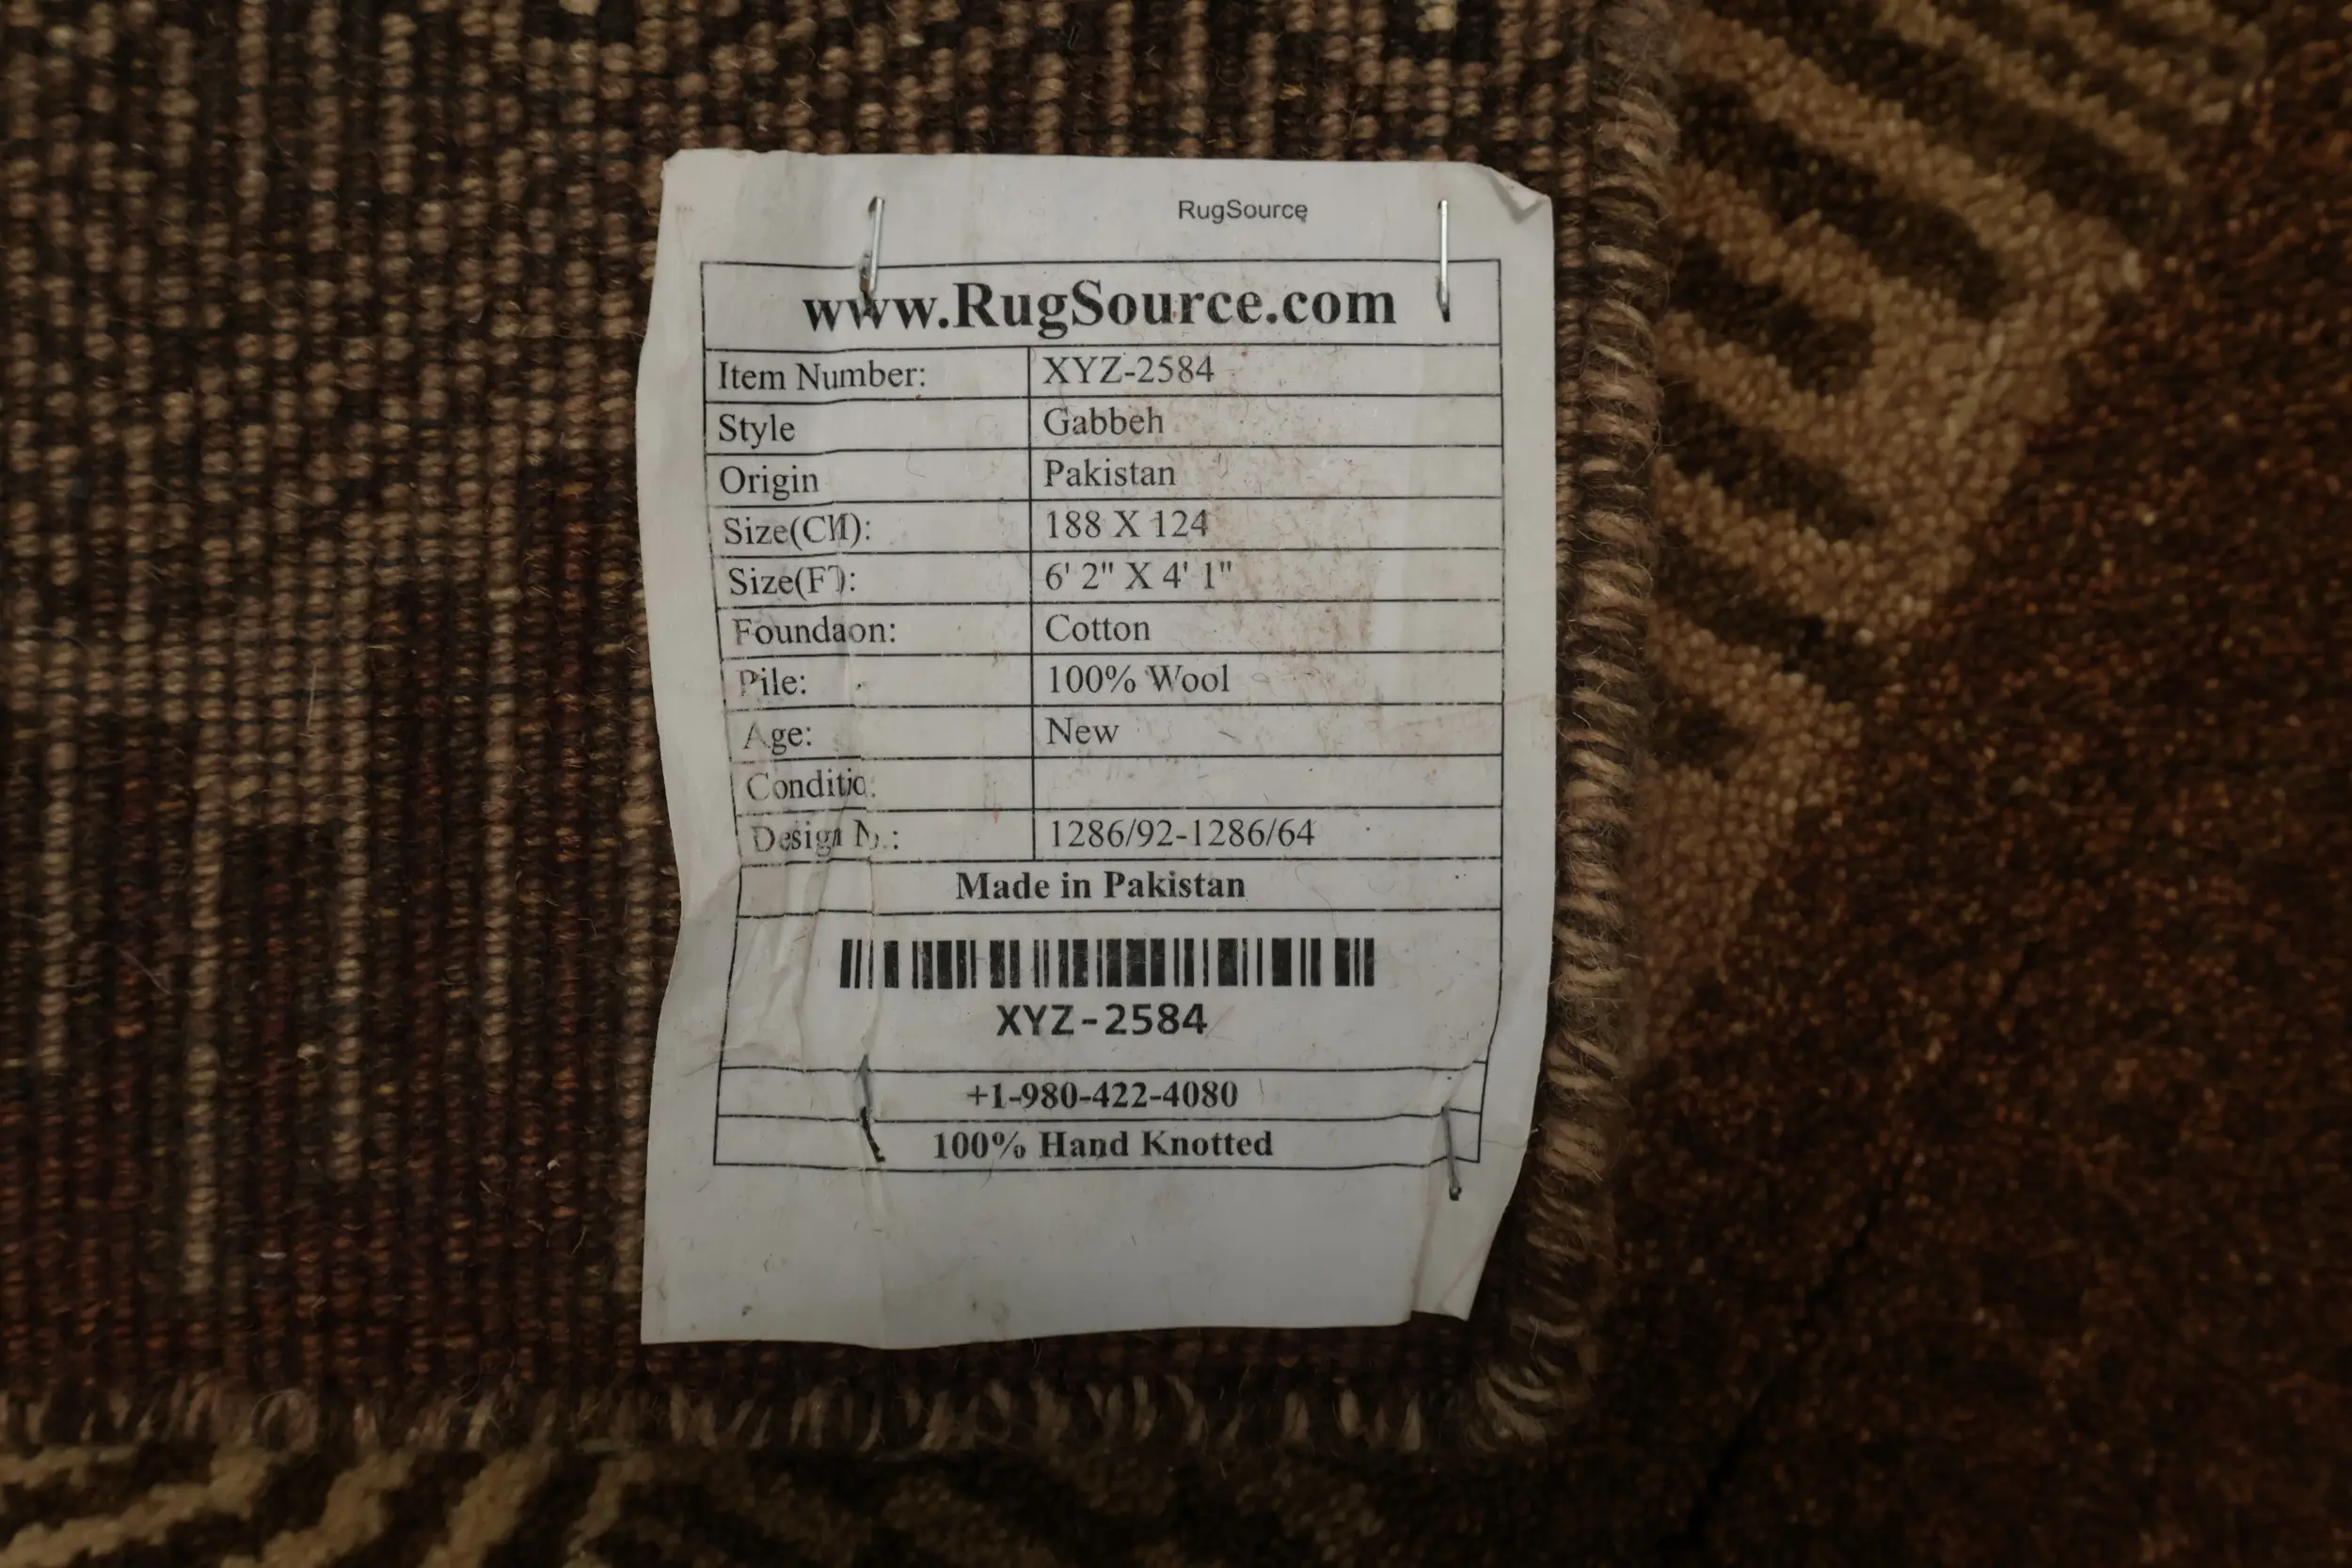 RugSource
www.RugSource.com
Item Number: XYZ-2584
Style Gabbeh
Origin Pakistan
Size(CM): 188 X 124
Size(FT): 6' 2" X 4' 1"
Foundaon: Cotton
Pile: 100% Wool
Age: New
Conditio:
Design N.: 1286/92-1286/64
Made in Pakistan
XYZ-2584
+1-980-422-4080
100% Hand Knotted